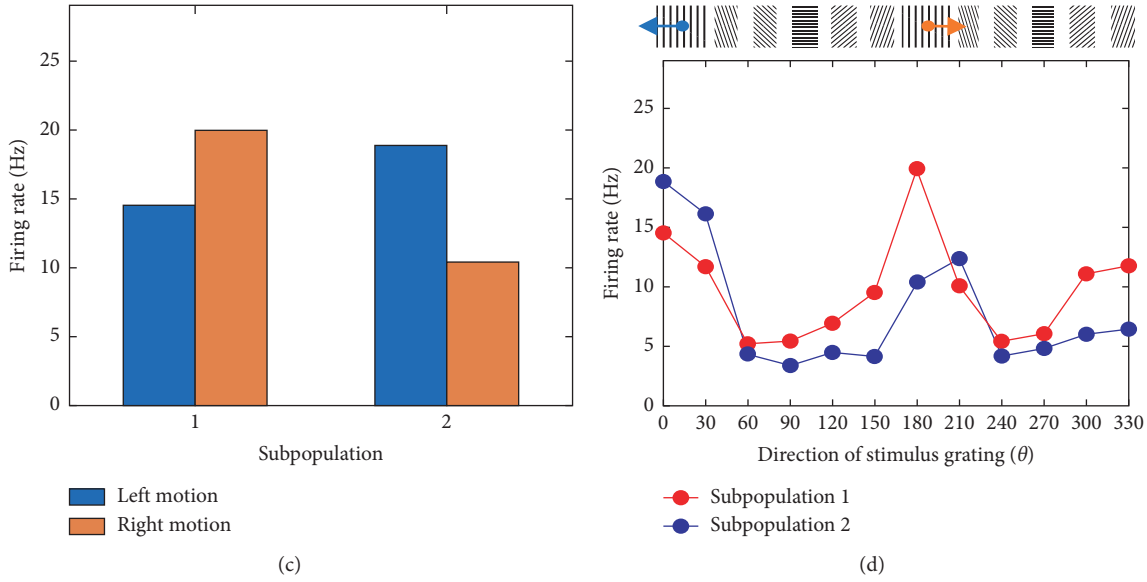 25
20
15
10
5
0
Firing rate (Hz)
1
2
Subpopulation
Left motion
Right motion
(c)
25
20
15
10
5
0
Firing rate (Hz)
0 30 60 90 120 150 180 210 240 270 300 330
Direction of stimulus grating (θ)
Subpopulation 1
Subpopulation 2
(d)